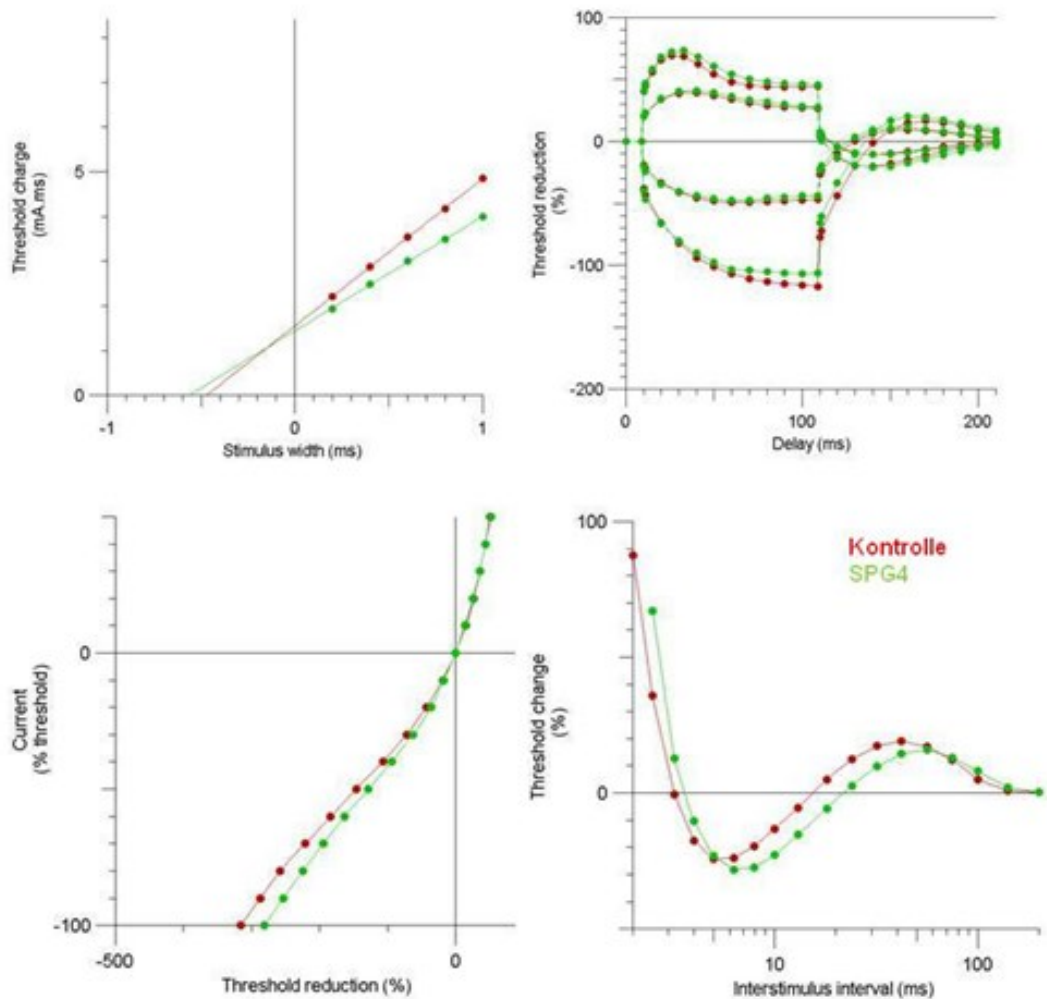 Threshold charge
(mA.ms)
5
0
-1
0
1
Stimulus width (ms)
Threshold reduction
(%)
100
0
-100
-200
0
100
200
Delay (ms)
Current
(% threshold)
0
-100
-500
0
Threshold reduction (%)
Threshold change
(%)
100
0
Kontrolle
SPG4
10
100
Interstimulus interval (ms)